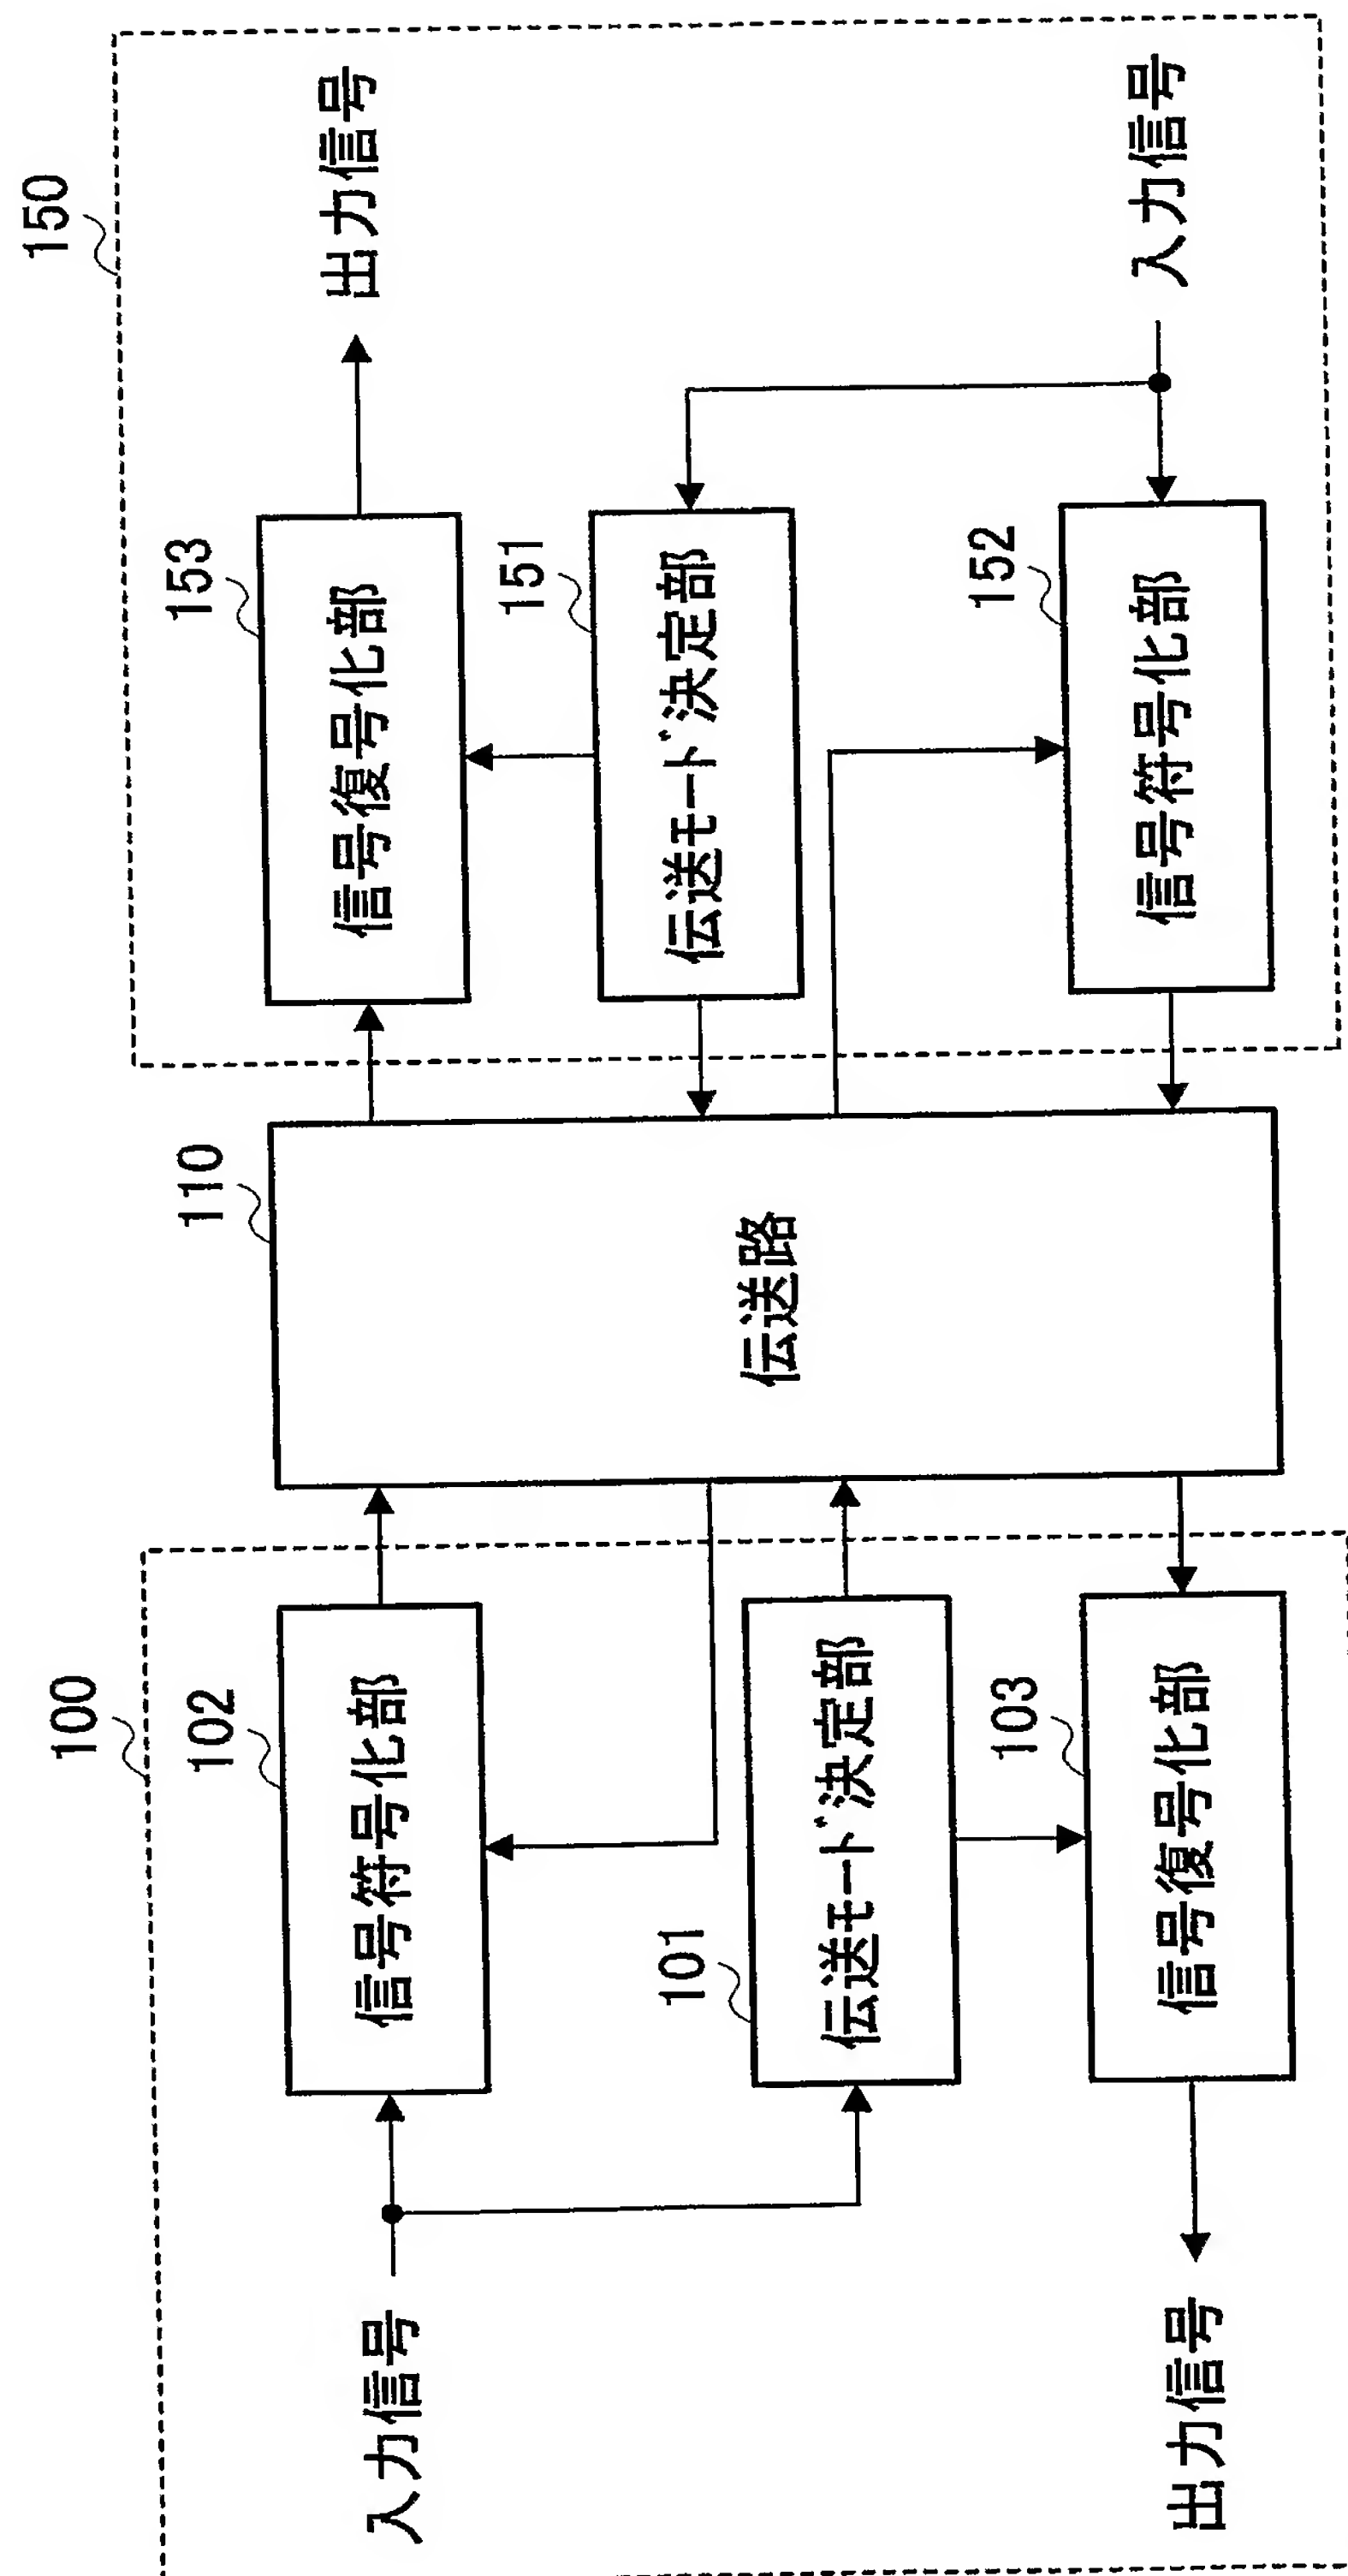 100
入力信号
102
信号符号化部
101
伝送モード決定部
103
信号復号化部
出力信号
110
伝送路
150
153
信号復号化部
出力信号
151
伝送モード決定部
152
信号符号化部
入力信号